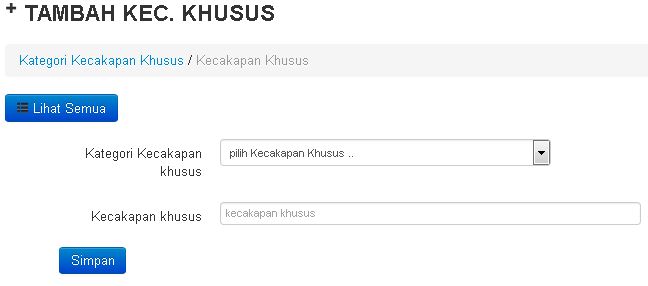 + TAMBAH KEC. KHUSUS
Kategori Kecakapan Khusus / Kecakapan Khusus
Lihat Semua
Kategori Kecakapan khusus
pilih Kecakapan Khusus ..
Kecakapan khusus
kecakapan khusus
Simpan